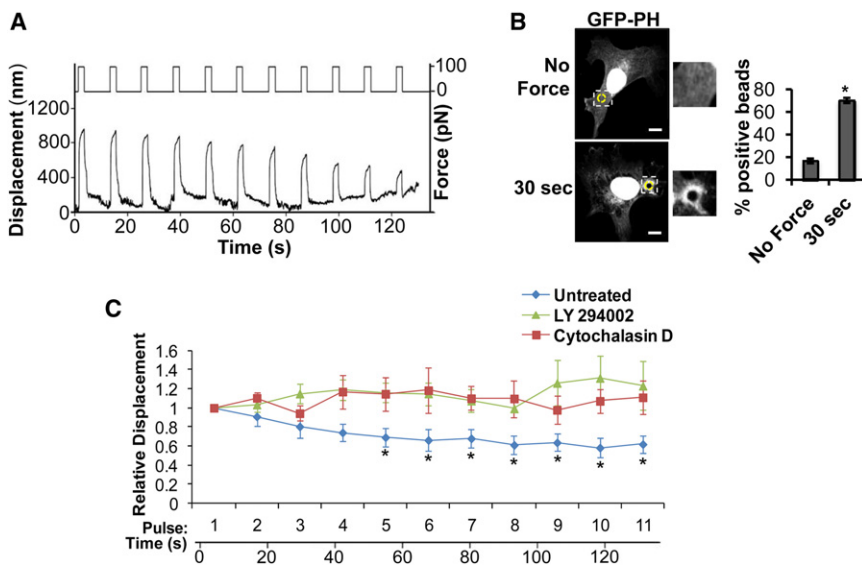 A
Displacement (nm)
1200
800
400
0
100
0
Force (pN)
0 20 40 60 80 100 120
Time (s)
B
GFP-PH
No Force
30 sec
% positive beads
80
60
40
20
0
*
No Force
30 sec
C
Untreated
LY 294002
Cytochalasin D
Relative Displacement
1.6
1.4
1.2
1
0.8
0.6
0.4
0.2
0
* * * * * * *
Pulse: 1 2 3 4 5 6 7 8 9 10 11
Time (s) 0 20 40 60 80 100 120